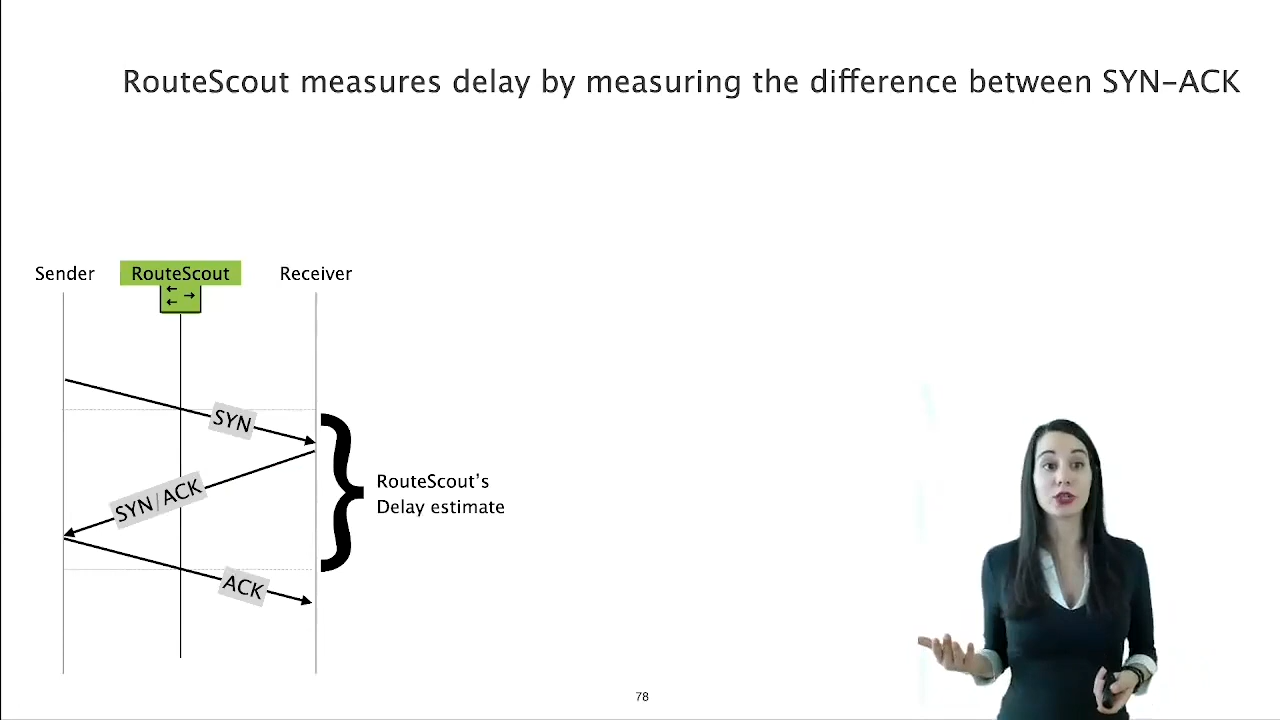 RouteScout measures delay by measuring the difference between SYN-ACK
Sender
RouteScout
Receiver
SYN
SYN/ACK
RouteScout's
Delay estimate
ACK
78